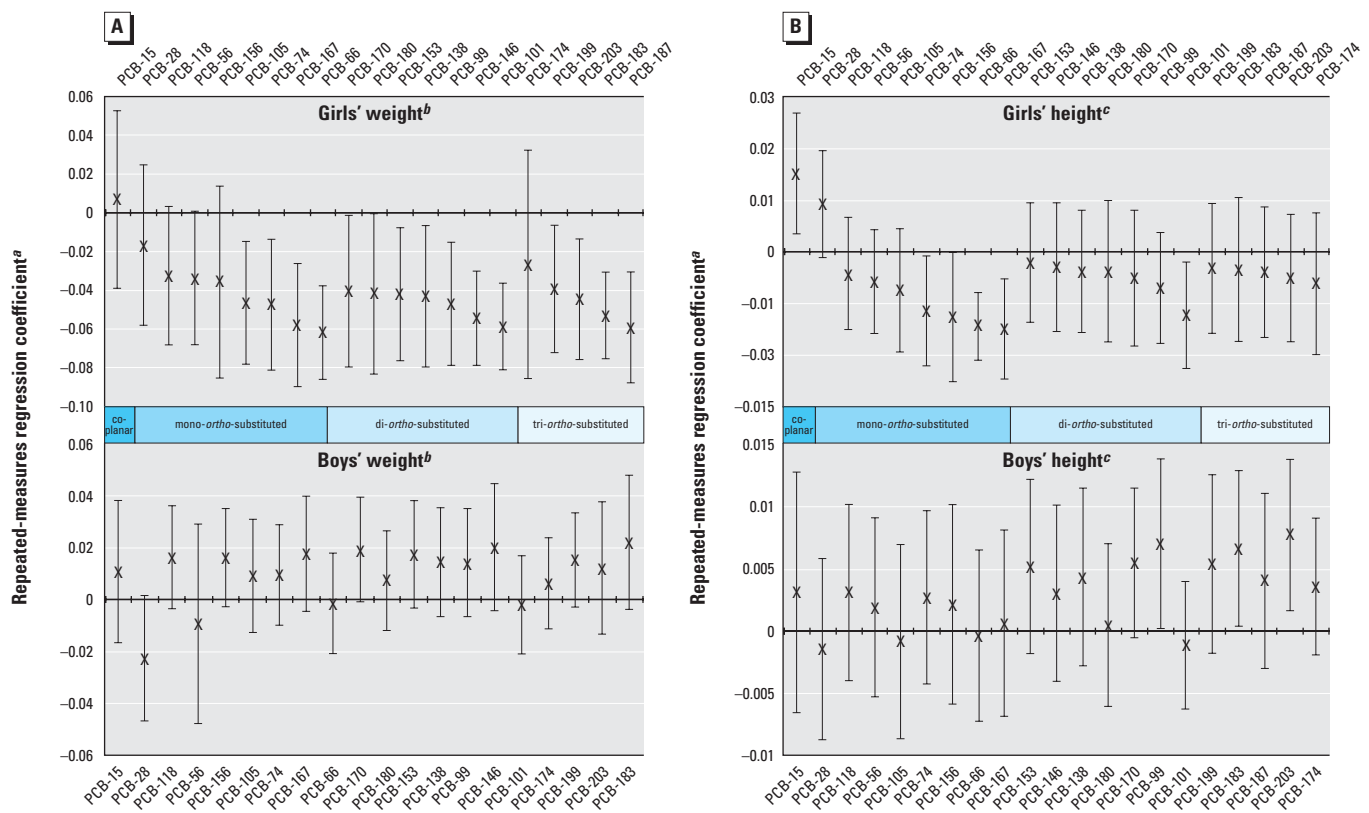 A
PCB-15
PCB-28
PCB-118
PCB-56
PCB-156
PCB-105
PCB-74
PCB-167
PCB-66
PCB-170
PCB-180
PCB-153
PCB-138
PCB-99
PCB-146
PCB-101
PCB-174
PCB-199
PCB-203
PCB-183
PCB-187
Repeated-measures regression coefficientᵃ
Girls' weightᵇ
0.06
0.04
0.02
0
–0.02
–0.04
–0.06
–0.08
–0.10
co-
planar
mono-ortho-substituted
di-ortho-substituted
tri-ortho-substituted
Boys' weightᵇ
0.06
0.04
0.02
0
–0.02
–0.04
–0.06
PCB-15
PCB-28
PCB-118
PCB-56
PCB-156
PCB-105
PCB-74
PCB-167
PCB-66
PCB-170
PCB-180
PCB-153
PCB-138
PCB-99
PCB-146
PCB-101
PCB-174
PCB-199
PCB-203
PCB-183
B
PCB-15
PCB-28
PCB-118
PCB-56
PCB-105
PCB-74
PCB-156
PCB-66
PCB-167
PCB-153
PCB-146
PCB-138
PCB-180
PCB-170
PCB-99
PCB-101
PCB-199
PCB-183
PCB-187
PCB-203
PCB-174
Repeated-measures regression coefficientᵃ
Girls' heightᶜ
0.03
0.02
0.01
0
–0.01
–0.03
–0.015
co-
planar
mono-ortho-substituted
di-ortho-substituted
tri-ortho-substituted
Boys' heightᶜ
0.015
0.01
0.005
0
–0.005
–0.01
PCB-15
PCB-28
PCB-118
PCB-56
PCB-105
PCB-74
PCB-156
PCB-66
PCB-167
PCB-153
PCB-146
PCB-138
PCB-180
PCB-170
PCB-99
PCB-101
PCB-199
PCB-183
PCB-187
PCB-203
PCB-174